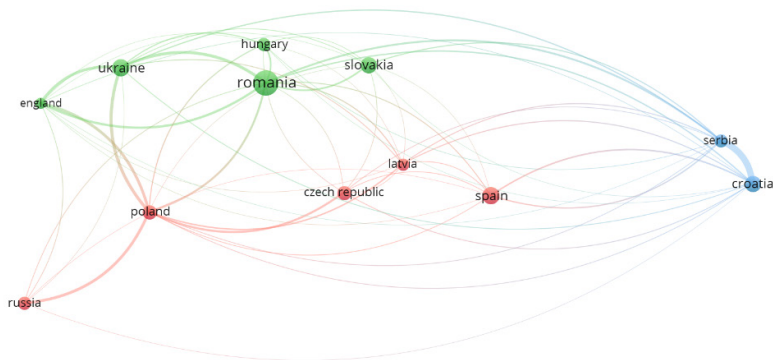 hungary
ukraine
slovakia
romania
england
serbia
latvia
croatia
czech republic
spain
poland
russia